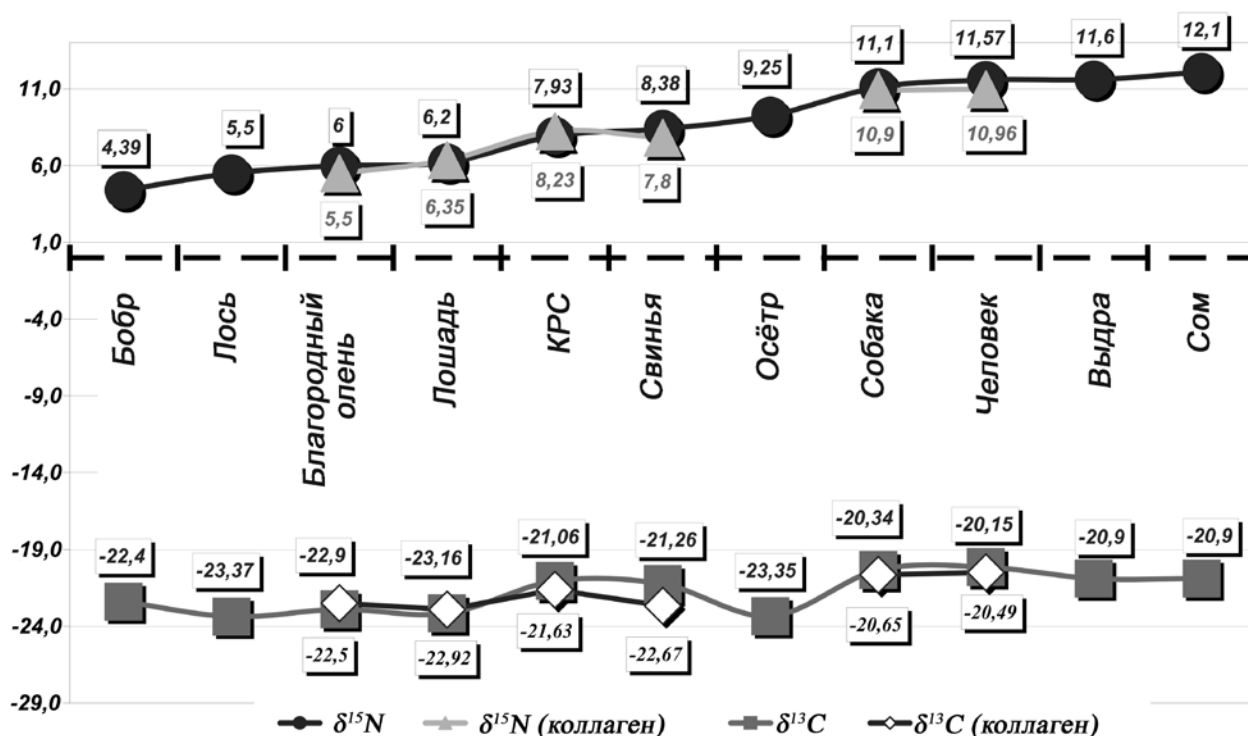 4,39
5,5
6
6,2
7,93
8,38
9,25
11,1
11,57
11,6
12,1
11,0
6,0
1,0
-4,0
-9,0
-14,0
-19,0
-24,0
-29,0
5,5
6,35
8,23
7,8
10,9
10,96
Бобр
Лось
Благородный
олень
Лошадь
КРС
Свинья
Осётр
Собака
Человек
Выдра
Сом
-22,4
-23,37
-22,9
-23,16
-21,06
-21,26
-23,35
-20,34
-20,15
-20,9
-20,9
-22,5
-22,92
-21,63
-22,67
-20,65
-20,49
δ¹⁵N
δ¹⁵N (коллаген)
δ¹³C
δ¹³C (коллаген)